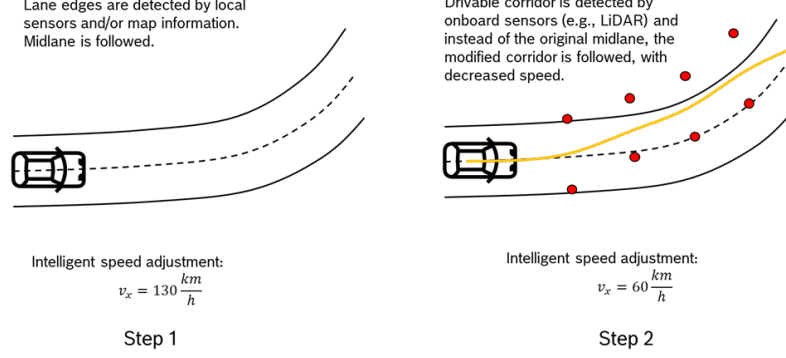 Lane edges are detected by local
sensors and/or map information.
Midlane is followed.
Drivable corridor is detected by
onboard sensors (e.g., LiDAR) and
instead of the original midlane, the
modified corridor is followed, with
decreased speed.
Intelligent speed adjustment:
vₓ = 130 km/h
Step 1
Intelligent speed adjustment:
vₓ = 60 km/h
Step 2